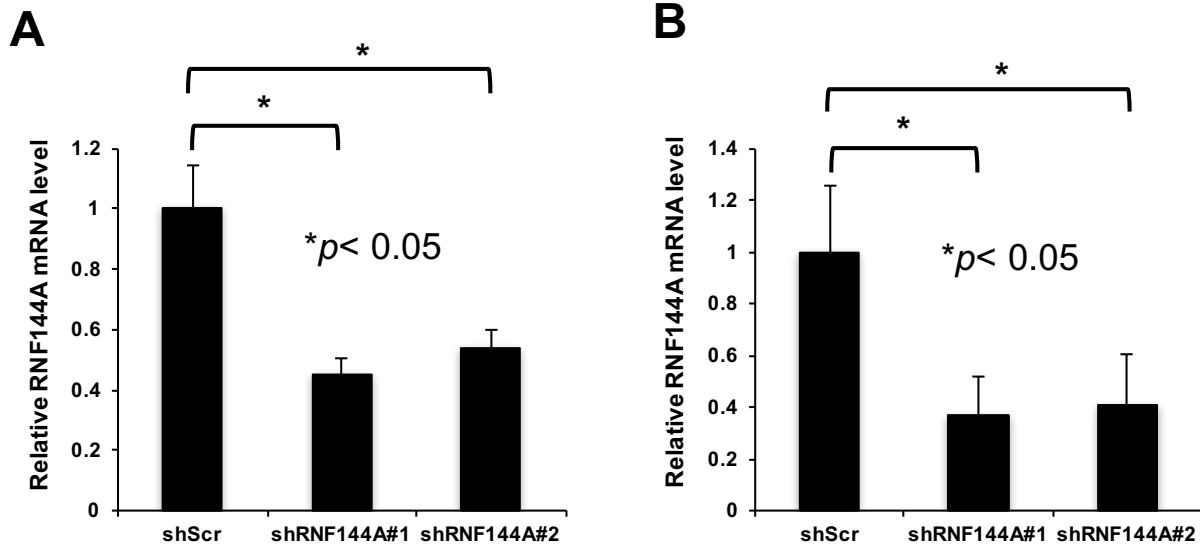 A
*
*
Relative RNF144A mRNA level
1.2
1
0.8
0.6
0.4
0.2
0
*p< 0.05
shScr shRNF144A#1 shRNF144A#2
B
*
*
Relative RNF144A mRNA level
1.4
1.2
1
0.8
0.6
0.4
0.2
0
*p< 0.05
shScr shRNF144A#1 shRNF144A#2